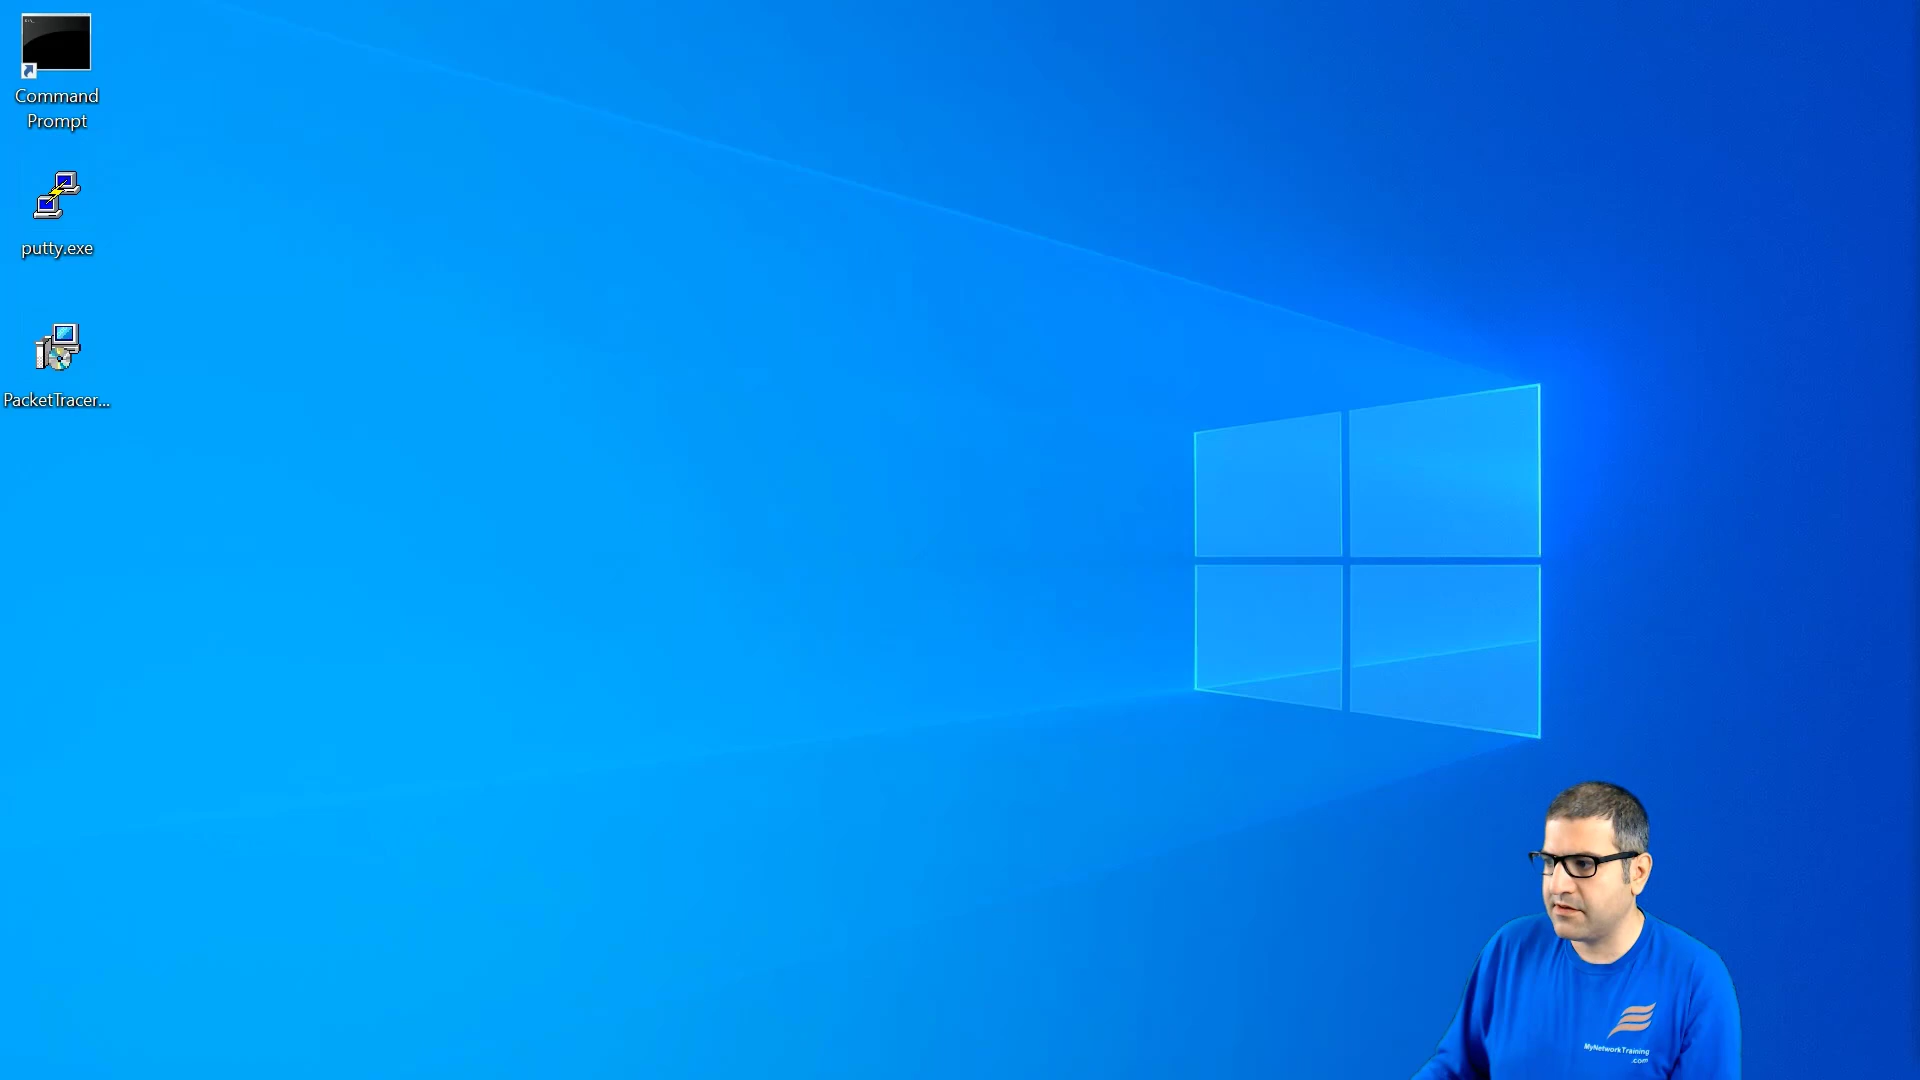 Command
Prompt
putty.exe
PacketTracer...
MyNetworkTraining
.com